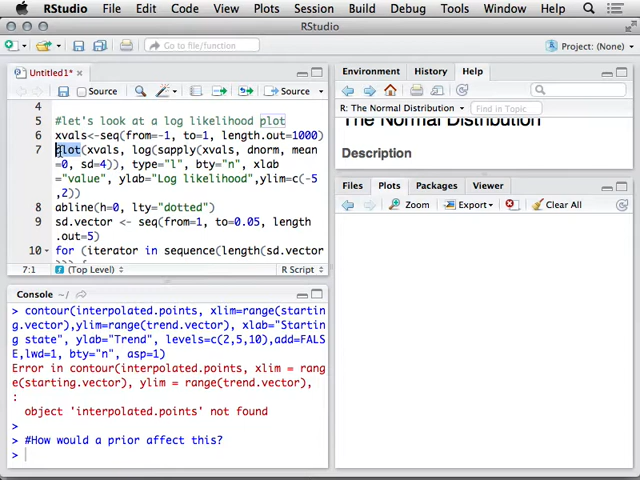 RStudio File Edit Code View Plots Session Build Debug Tools Window Help
RStudio
Go to file/function
Project: (None)
Untitled1*
Source on Save
Source
4
5 #let's look at a log likelihood plot
6 xvals<-seq(from=-1, to=1, length.out=1000)
7 plot(xvals, log(sapply(xvals, dnorm, mean
=0, sd=4)), type="l", bty="n", xlab
="value", ylab="Log likelihood",ylim=c(-5
,2))
8 abline(h=0, lty="dotted")
9 sd.vector <- seq(from=1, to=0.05, length
.out=5)
10 for (iterator in sequence(length(sd.vector
7:1 (Top Level) R Script
Console ~/
> contour(interpolated.points, xlim=range(starti
ng.vector),ylim=range(trend.vector), xlab="Start
ing state", ylab="Trend", levels=c(2,5,10),add=FALS
E,lwd=1, bty="n", asp=1)
Error in contour(interpolated.points, xlim = rang
e(starting.vector), ylim = range(trend.vector),
:
object 'interpolated.points' not found
>
> #How would a prior affect this?
>
Environment History Help
R: The Normal Distribution Find in Topic
The Normal Distribution
Description
Files Plots Packages Viewer
Zoom Export Clear All